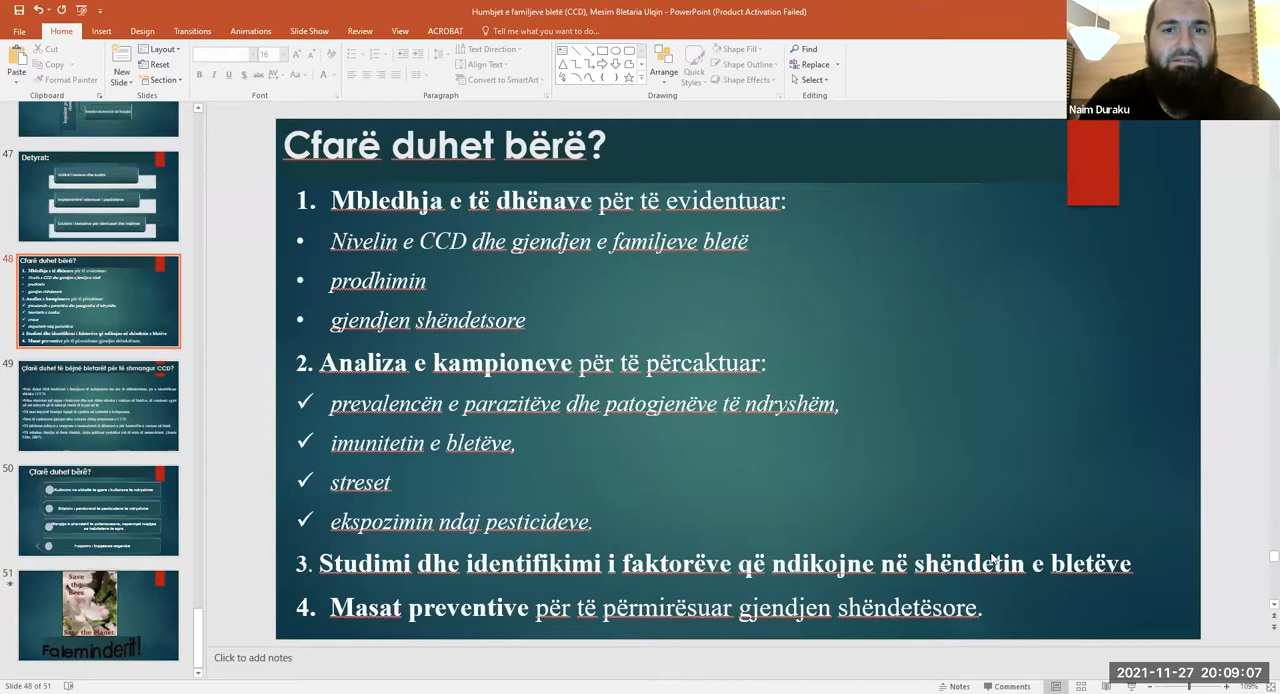 Humbjet e familjeve bletë (CCD), Mesim Bletaria Ulqin - PowerPoint (Product Activation Failed)
File Home Insert Design Transitions Animations Slide Show Review View ACROBAT Tell me what you want to do...
Paste
Cut
Copy
Format Painter
Clipboard
New
Slide
Layout
Reset
Section
Slides
16
Font
Text Direction
Align Text
Convert to SmartArt
Paragraph
Arrange
Quick
Styles
Shape Fill
Shape Outline
Shape Effects
Drawing
Find
Replace
Select
Editing
Naim Duraku
47
Detyrat:
48
Cfarë duhet bërë?
49
Çfarë duhet të bëjnë bletarët për të shmangur CCD?
50
Çfarë duhet bërë?
51
Save
the
Bees
Save the Planet
Faleminderit!
Cfarë duhet bërë?
1. Mbledhja e të dhënave për të evidentuar:
• Nivelin e CCD dhe gjendjen e familjeve bletë
• prodhimin
• gjendjen shëndetsore
2. Analiza e kampioneve për të përcaktuar:
✓ prevalencën e parazitëve dhe patogjenëve të ndryshëm,
✓ imunitetin e bletëve,
✓ streset
✓ ekspozimin ndaj pesticideve.
3. Studimi dhe identifikimi i faktorëve që ndikojne në shëndetin e bletëve
4. Masat preventive për të përmirësuar gjendjen shëndetësore.
Click to add notes
2021-11-27 20:09:07
Slide 48 of 51
Notes
Comments
109%